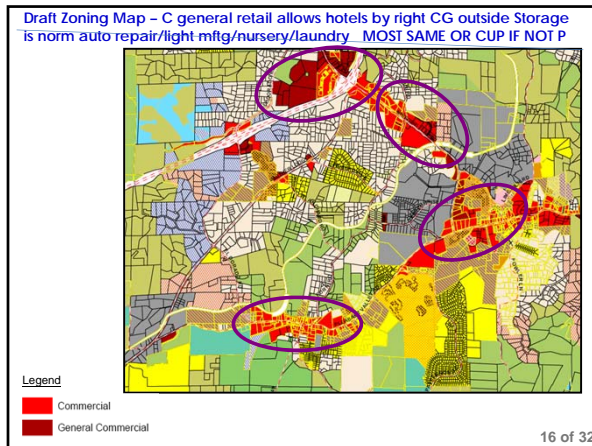 Draft Zoning Map – C general retail allows hotels by right CG outside Storage
is norm auto repair/light mftg/nursery/laundry MOST SAME OR CUP IF NOT P
Legend
Commercial
General Commercial
16 of 32